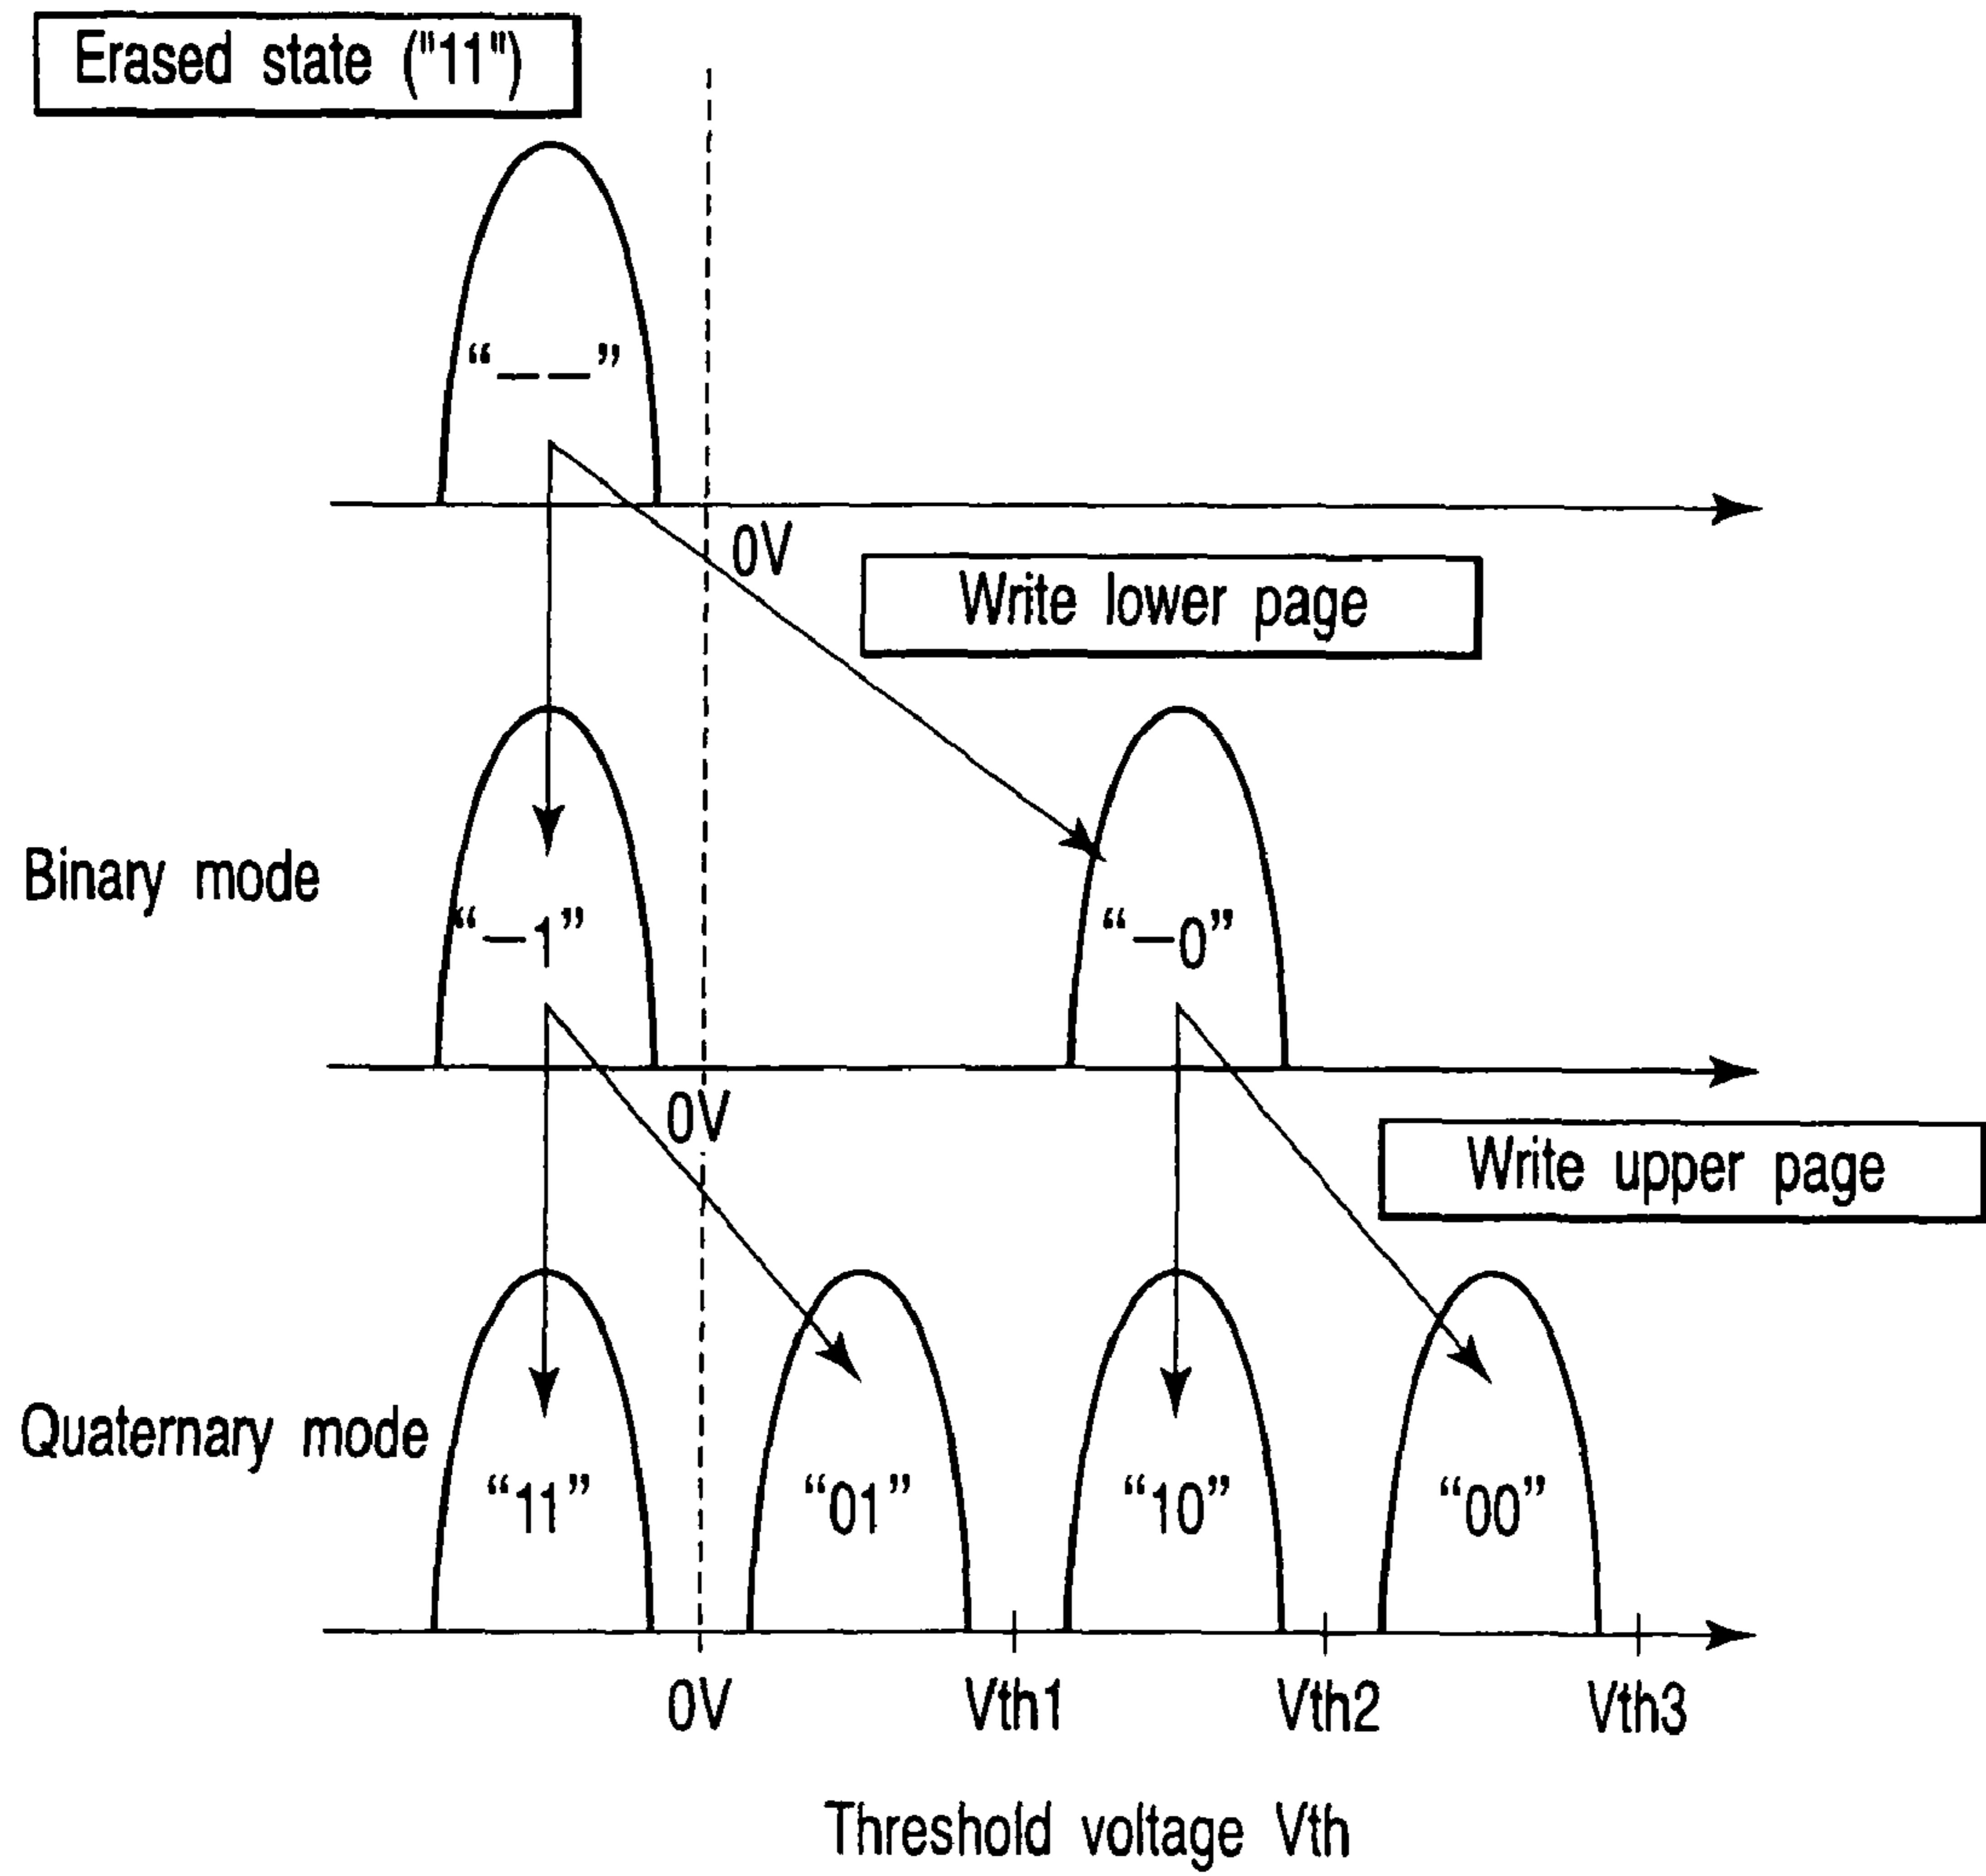 Erased state ("11")
“——”
0V
Write lower page
Binary mode
“—1”
“—0”
0V
Write upper page
Quaternary mode
“11”
“01”
“10”
“00”
0V
Vth1
Vth2
Vth3
Threshold voltage Vth